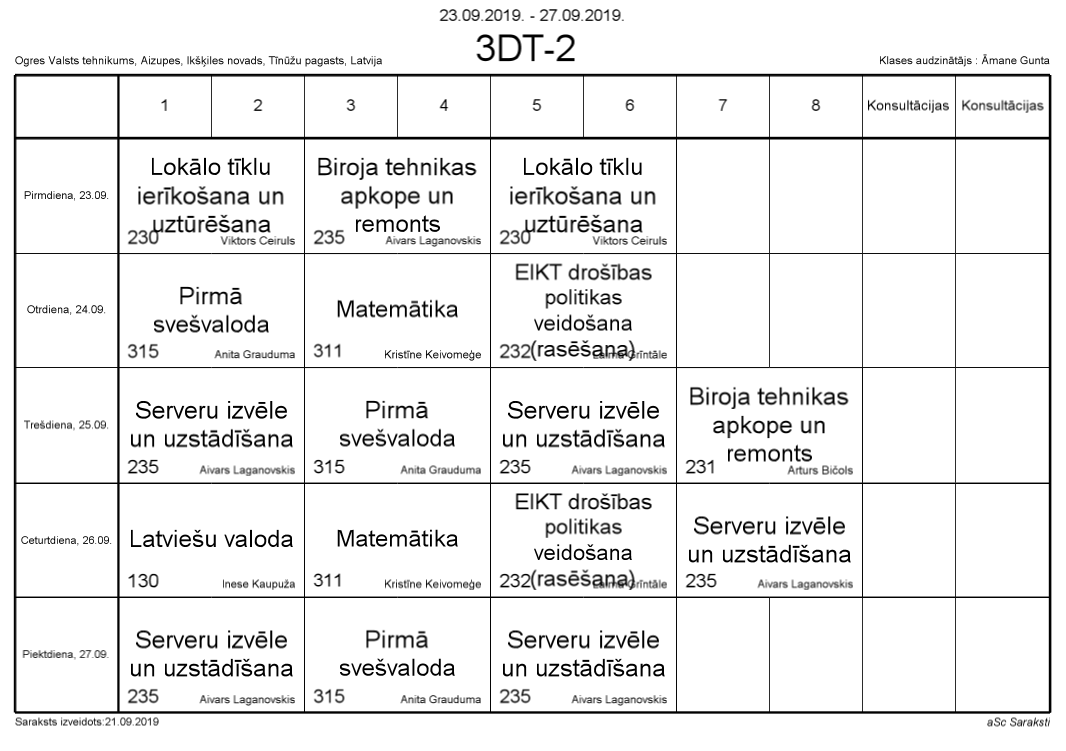 23.09.2019. - 27.09.2019.
3DT-2
Ogres Valsts tehnikums, Aizupes, Ikšķiles novads, Tīnūžu pagasts, Latvija
Klases audzinātājs : Āmane Gunta
1 2 3 4 5 6 7 8 Konsultācijas Konsultācijas
Pirmdiena, 23.09.
Lokālo tīklu
ierīkošana un
uztūrēšana
230 Viktors Ceiruls
Biroja tehnikas
apkope un
remonts
235 Aivars Laganovskis
Lokālo tīklu
ierīkošana un
uztūrēšana
230 Viktors Ceiruls
Otrdiena, 24.09.
Pirmā
svešvaloda
315 Anita Grauduma
Matemātika
311 Kristīne Keivomeģe
EIKT drošības
politikas
veidošana
(rasēšana)
232 Grīntāle
Trešdiena, 25.09.
Serveru izvēle
un uzstādīšana
235 Aivars Laganovskis
Pirmā
svešvaloda
315 Anita Grauduma
Serveru izvēle
un uzstādīšana
235 Aivars Laganovskis
Biroja tehnikas
apkope un
remonts
231 Arturs Bičols
Ceturtdiena, 26.09.
Latviešu valoda
130 Inese Kaupuža
Matemātika
311 Kristīne Keivomeģe
EIKT drošības
politikas
veidošana
(rasēšana)
232 Grīntāle
Serveru izvēle
un uzstādīšana
235 Aivars Laganovskis
Piektdiena, 27.09.
Serveru izvēle
un uzstādīšana
235 Aivars Laganovskis
Pirmā
svešvaloda
315 Anita Grauduma
Serveru izvēle
un uzstādīšana
235 Aivars Laganovskis
Saraksts izveidots:21.09.2019
aSc Saraksti